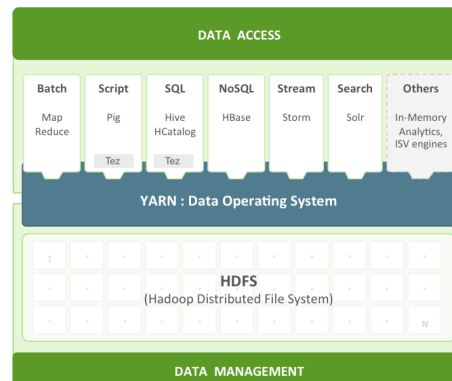 DATA ACCESS
Batch
Map
Reduce
Script
Pig
Tez
SQL
Hive
HCatalog
Tez
NoSQL
HBase
Stream
Storm
Search
Solr
Others
In-Memory
Analytics,
ISV engines
YARN : Data Operating System
1
HDFS
(Hadoop Distributed File System)
N
DATA MANAGEMENT